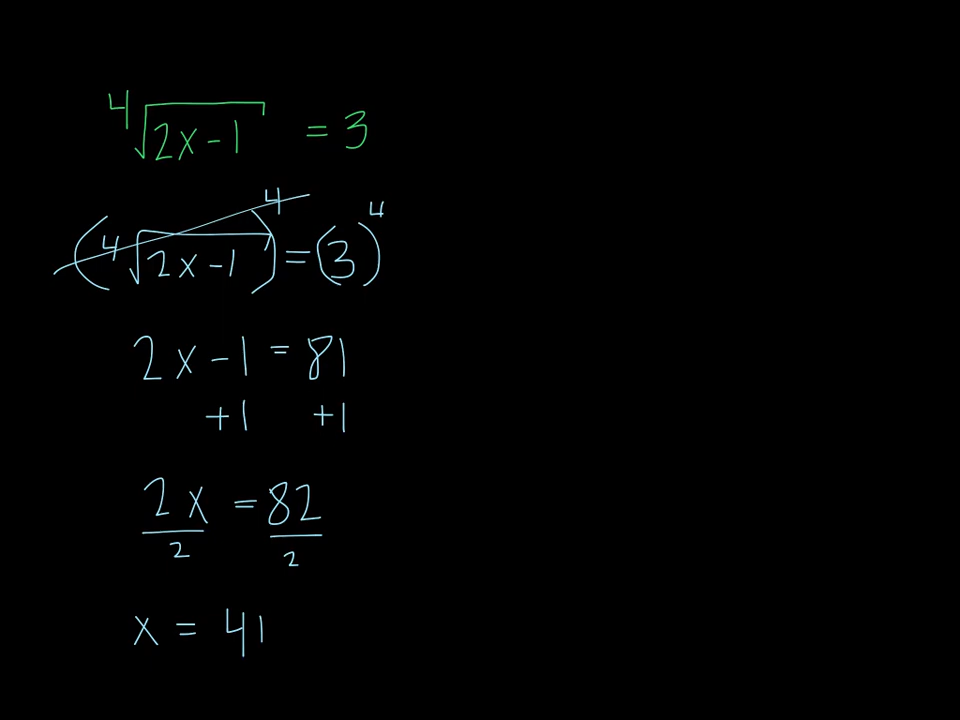 ⁴√(2x-1) = 3
(⁴√(2x-1))⁴ = (3)⁴
2x-1 = 81
+1 +1
2x = 82
2 2
x = 41